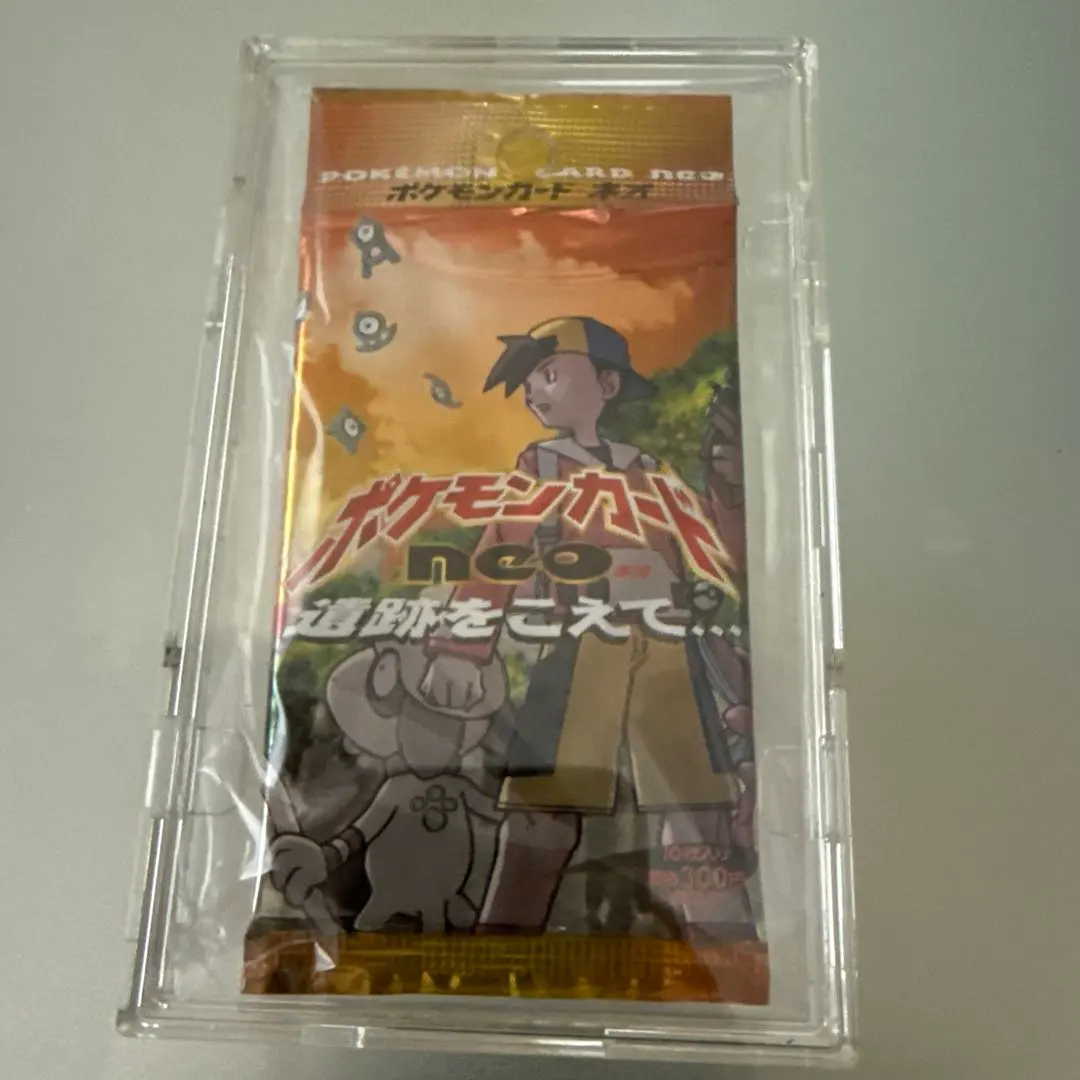 POKÉMON CARD neo
ポケモンカード ネオ
ポケモンカード
neo
遺跡をこえて...
300